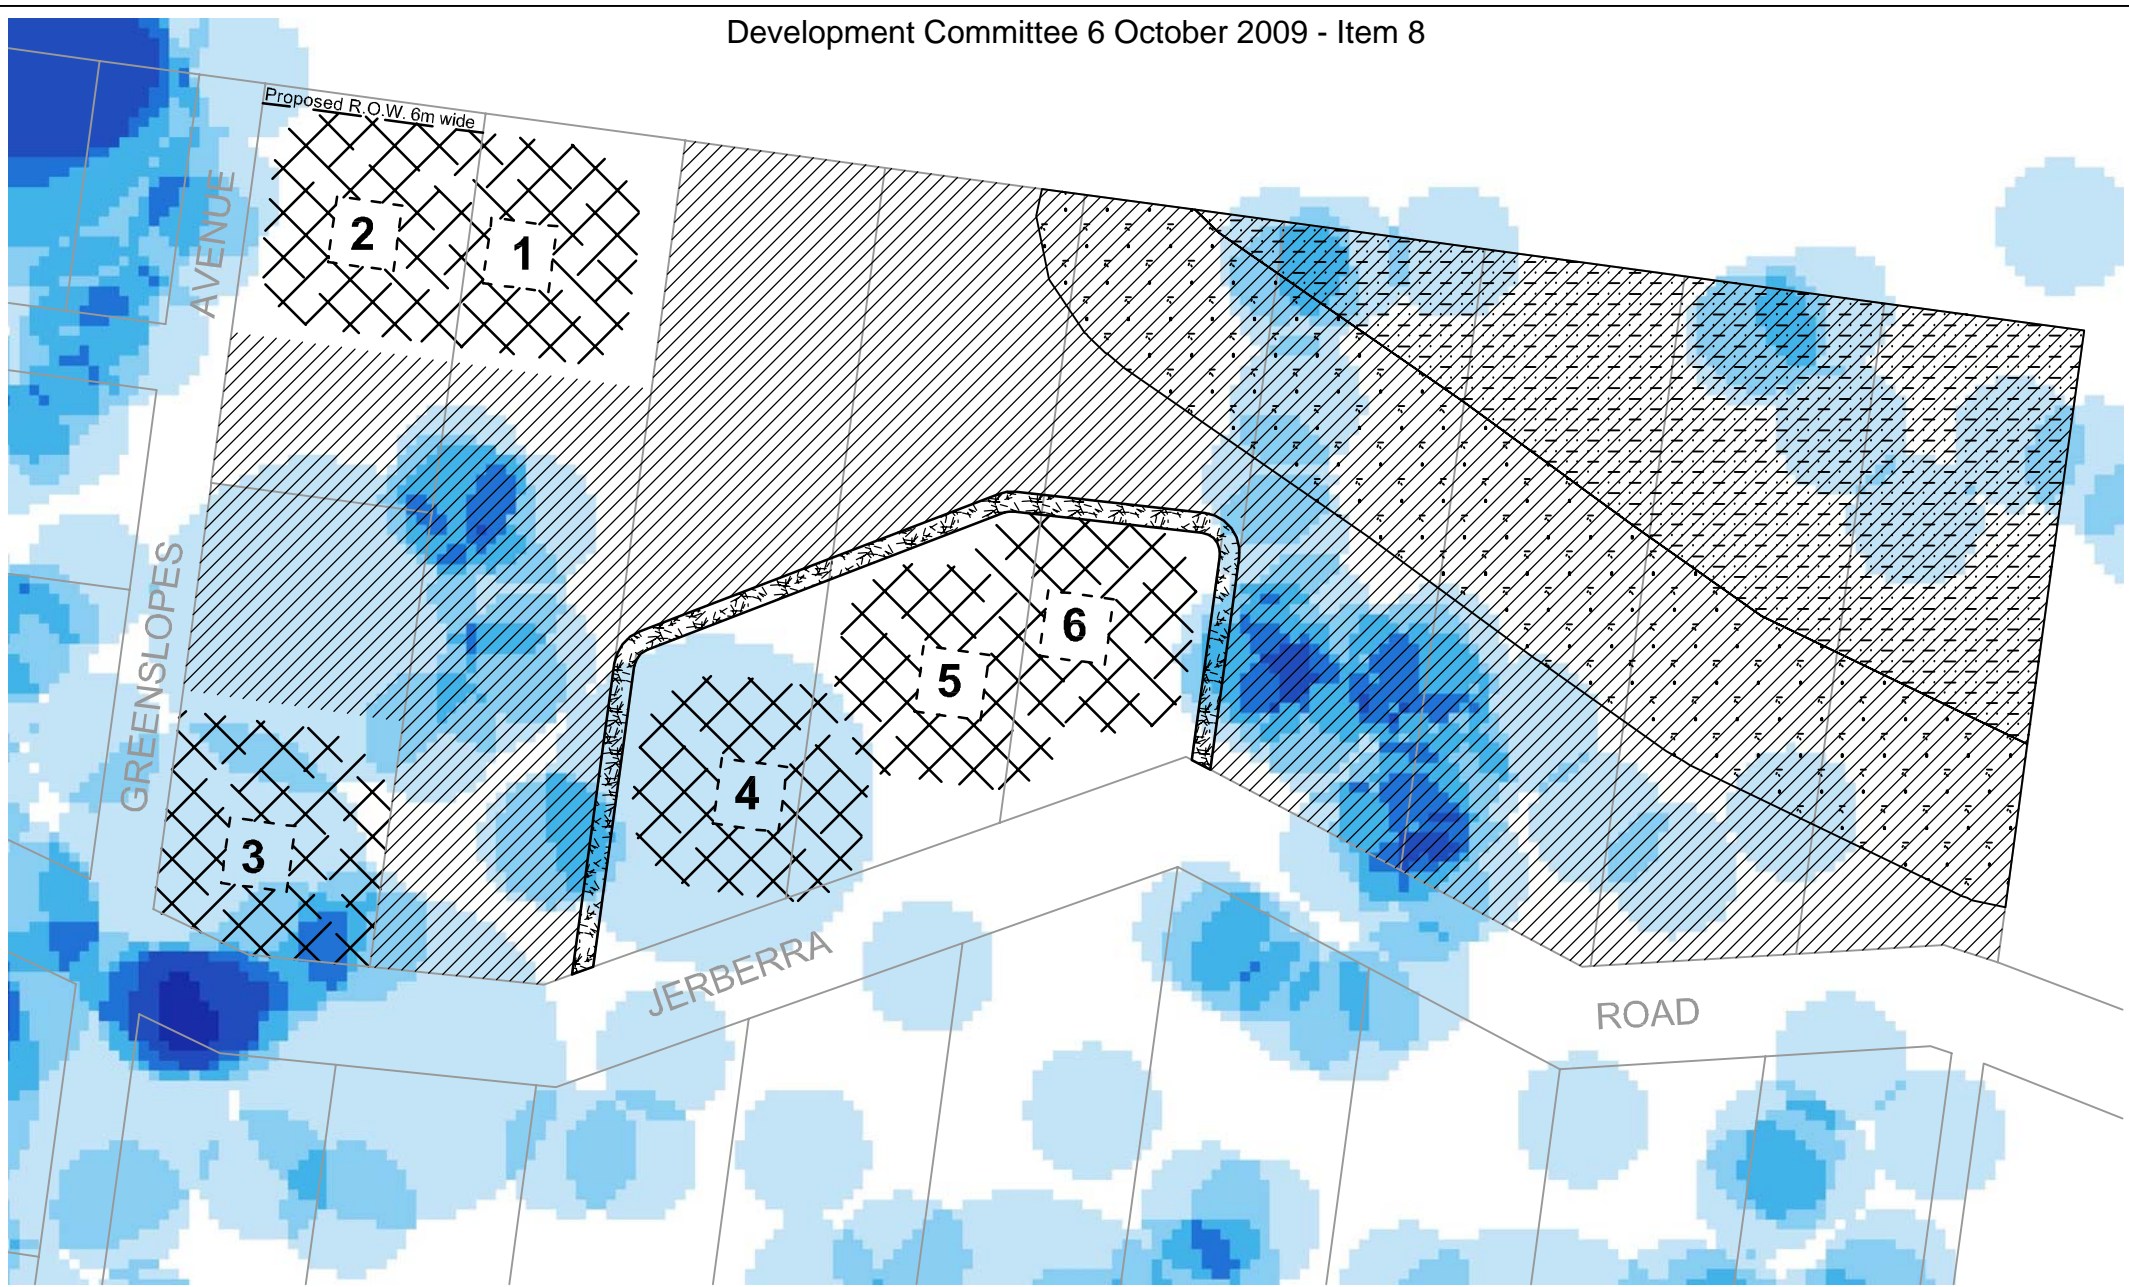 Development Committee 6 October 2009 - Item 8
Proposed R.O.W. 6m wide
AVENUE
2
1
GREENSLOPES
6
5
4
3
JERBERRA
ROAD